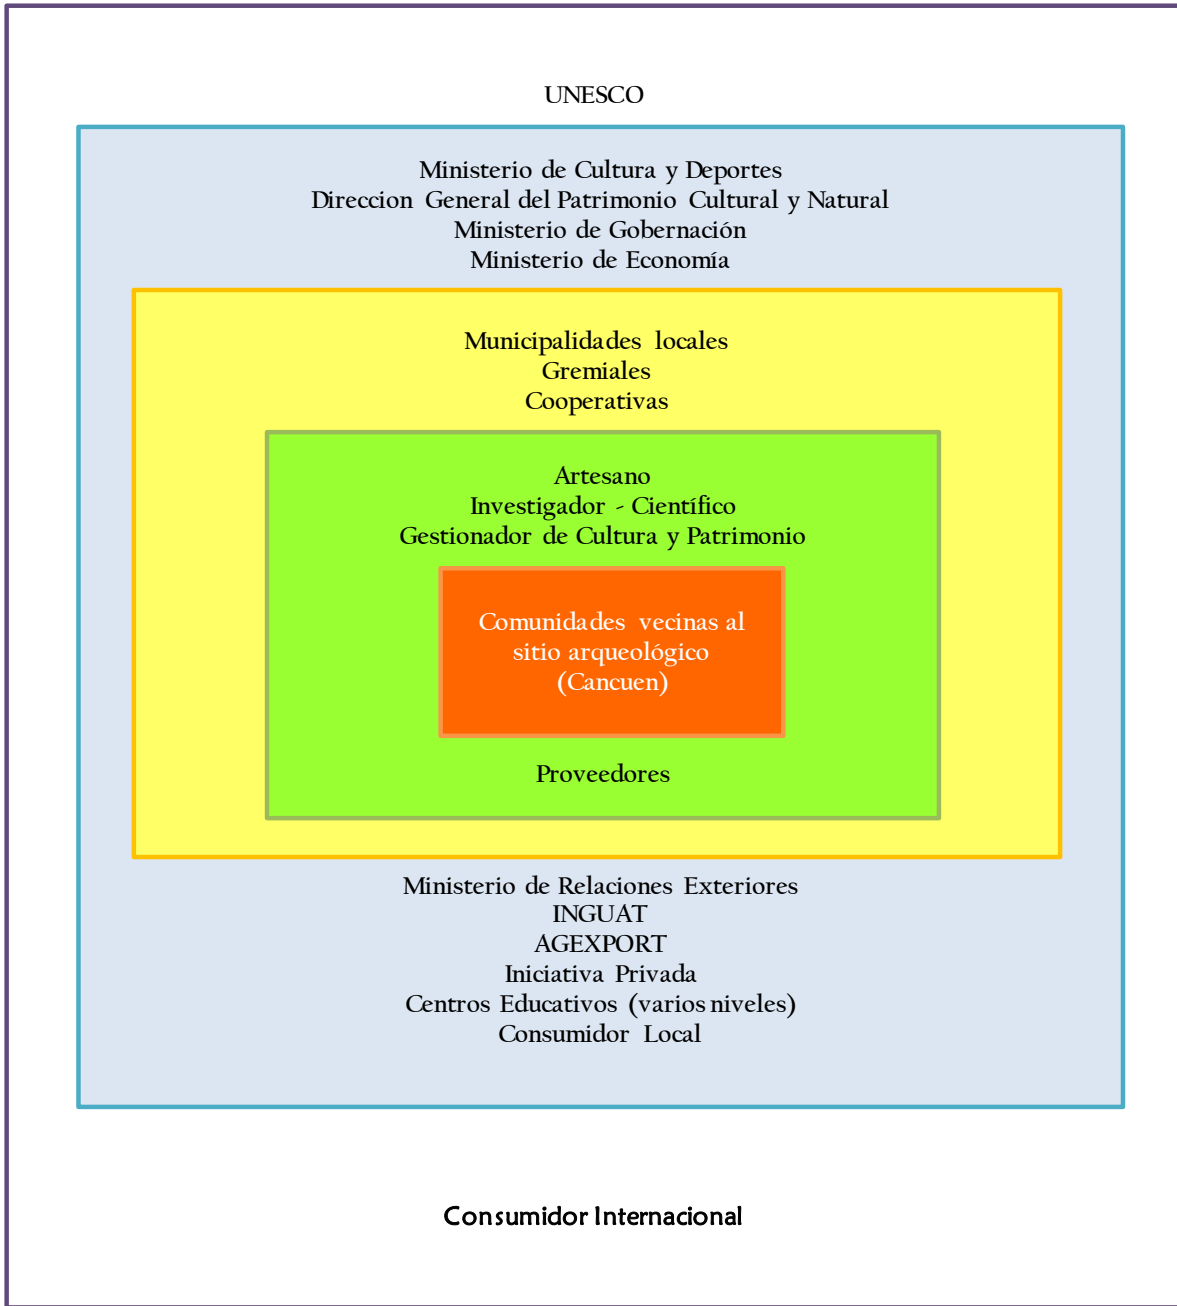 UNESCO
Ministerio de Cultura y Deportes
Direccion General del Patrimonio Cultural y Natural
Ministerio de Gobernación
Ministerio de Economía
Municipalidades locales
Gremiales
Cooperativas
Artesano
Investigador - Científico
Gestionador de Cultura y Patrimonio
Comunidades vecinas al
sitio arqueológico
(Cancuen)
Proveedores
Ministerio de Relaciones Exteriores
INGUAT
AGEXPORT
Iniciativa Privada
Centros Educativos (varios niveles)
Consumidor Local
Consumidor Internacional